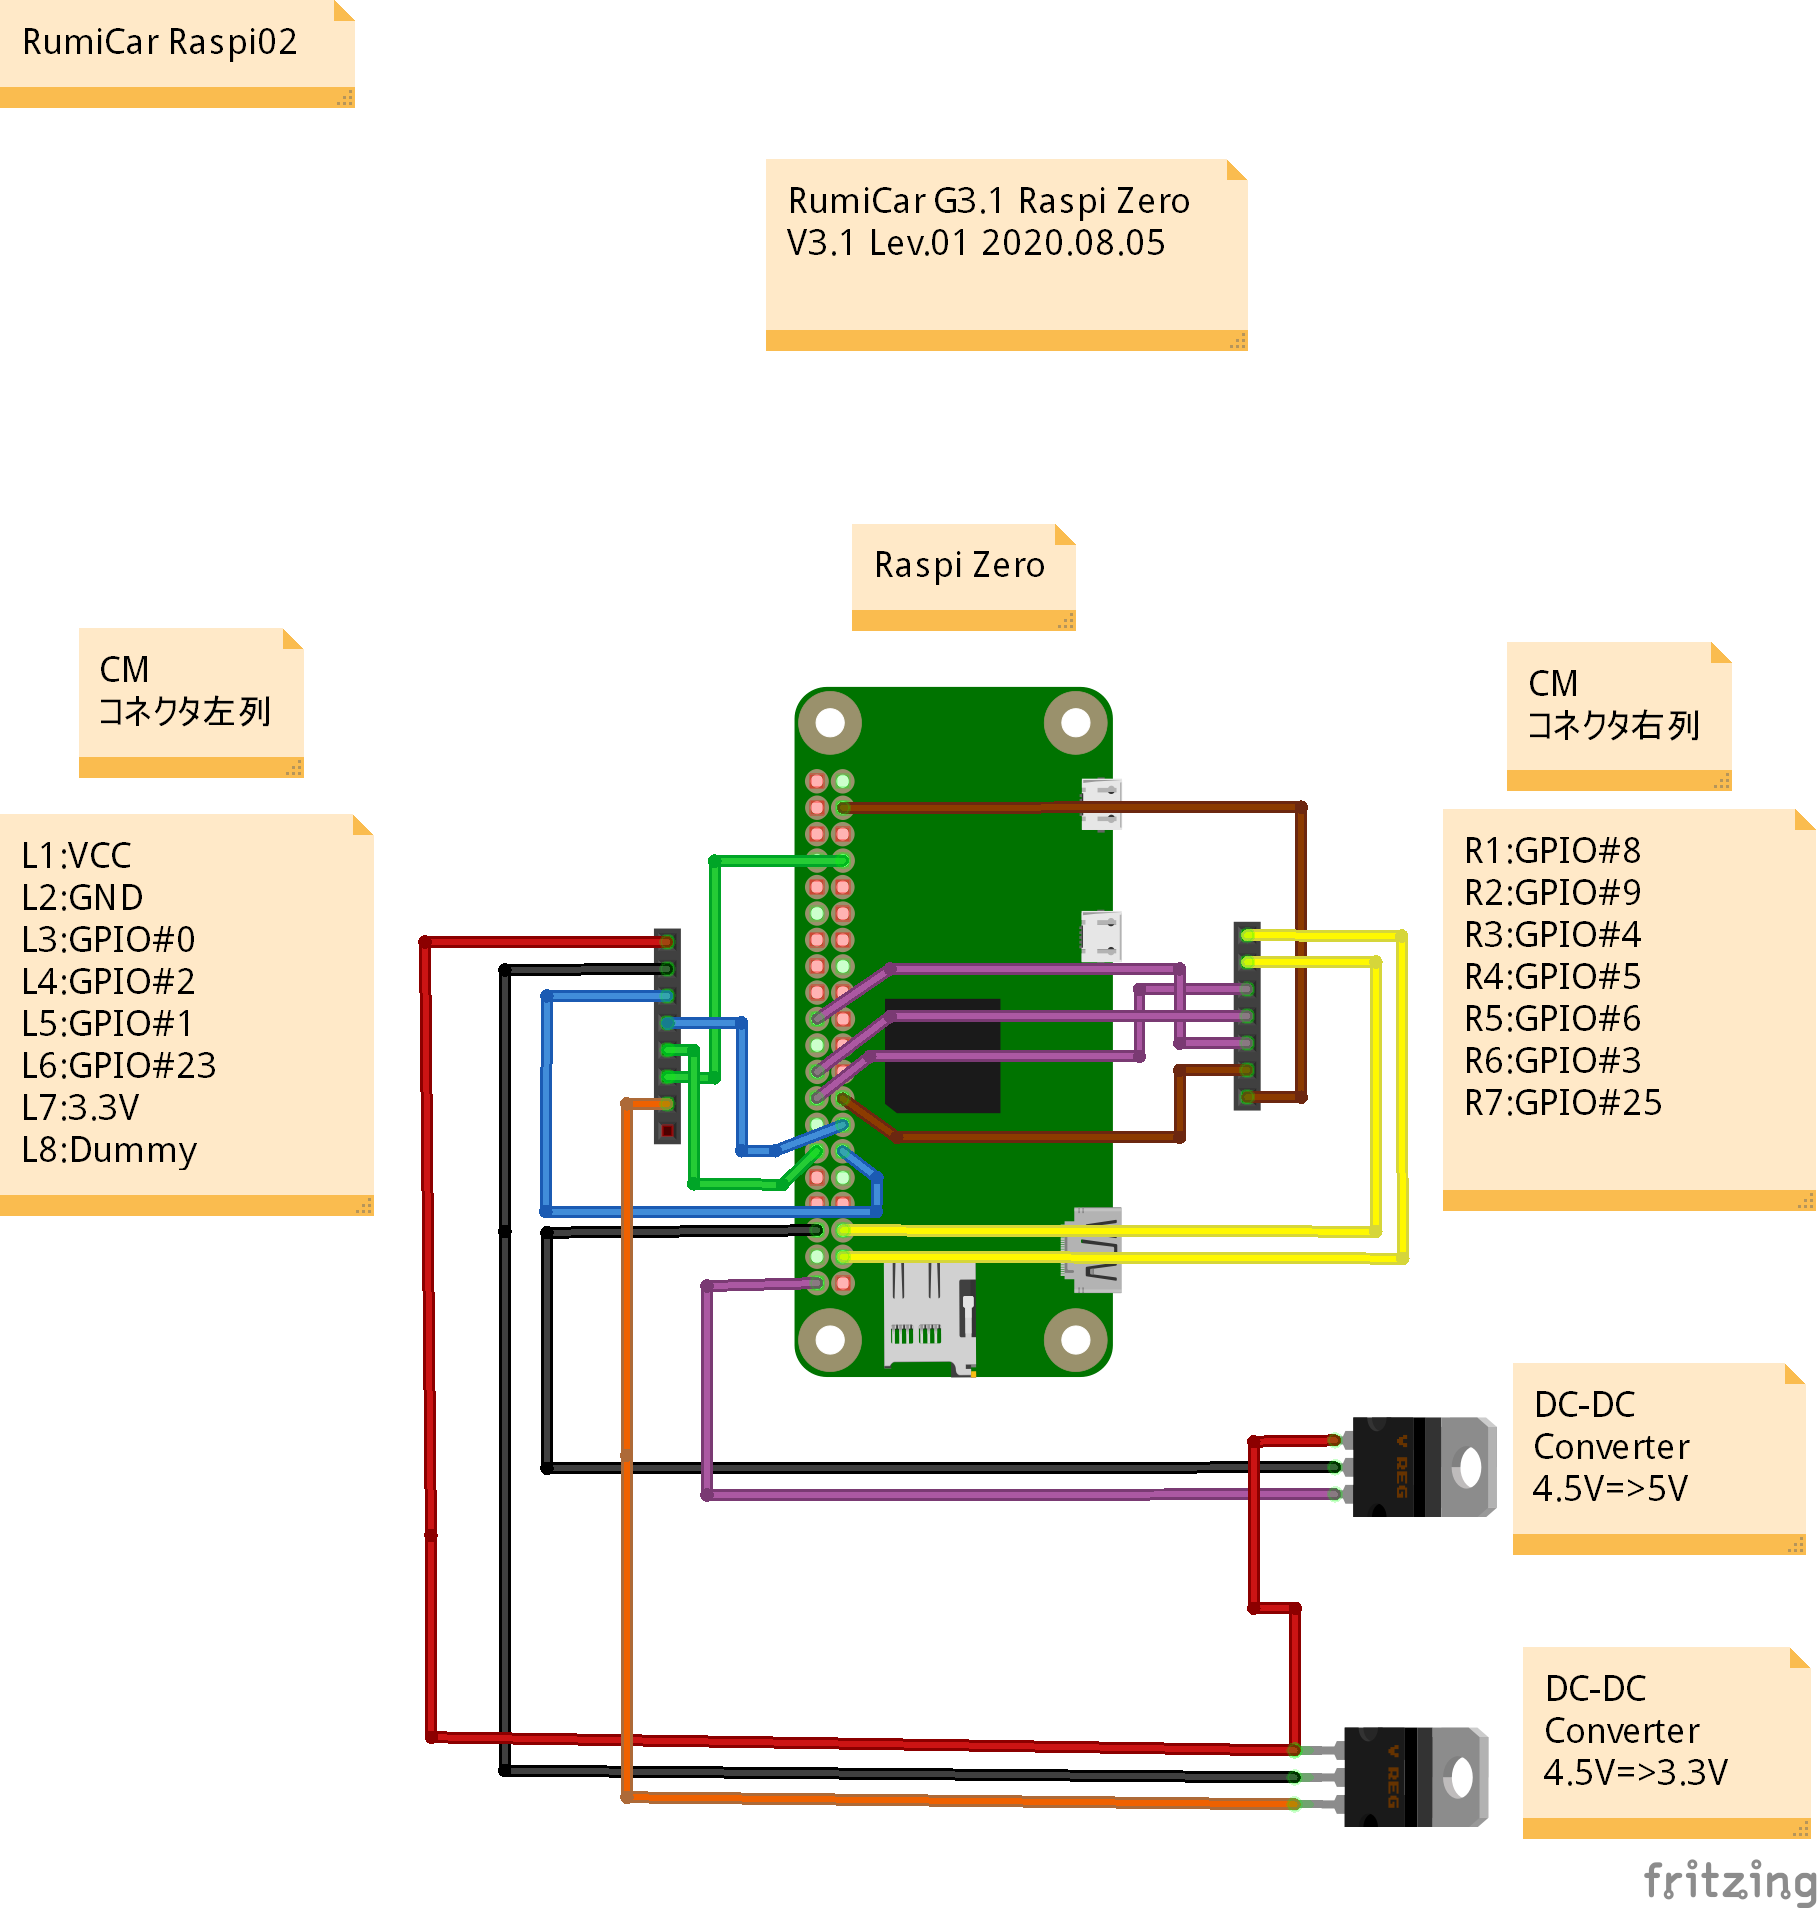 RumiCar Raspi02
RumiCar G3.1 Raspi Zero
V3.1 Lev.01 2020.08.05
Raspi Zero
CM
コネクタ左列
CM
コネクタ右列
L1:VCC
L2:GND
L3:GPIO#0
L4:GPIO#2
L5:GPIO#1
L6:GPIO#23
L7:3.3V
L8:Dummy
R1:GPIO#8
R2:GPIO#9
R3:GPIO#4
R4:GPIO#5
R5:GPIO#6
R6:GPIO#3
R7:GPIO#25
V REG
DC-DC
Converter
4.5V=>5V
V REG
DC-DC
Converter
4.5V=>3.3V
fritzing